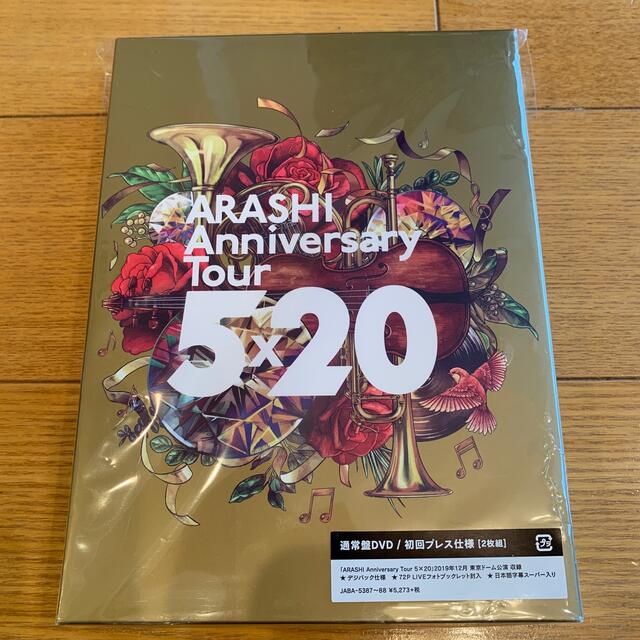 ARASHI
Anniversary
Tour
5×20
通常盤DVD / 初回プレス仕様 [2枚組]
「ARASHI Anniversary Tour 5×20」2019年12月 東京ドーム公演 収録
★ デジパック仕様 ★ 72P LIVEフォトブックレット封入 ★ 日本語字幕スーパー入り
JABA-5387〜88 ¥5,273+税